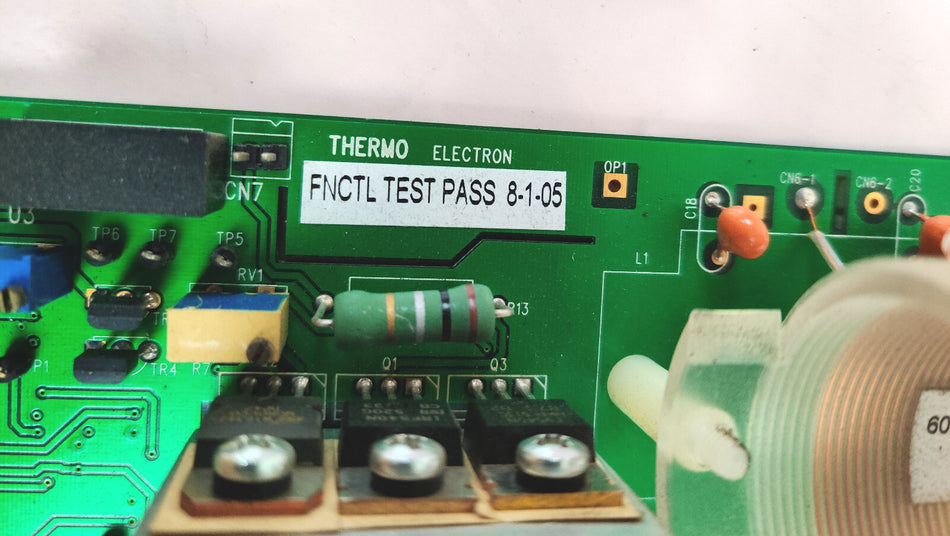 THERMO ELECTRON
FNCTL TEST PASS 8-1-05
OP1
CN6-1
CN6-2
C20
C18
CN7
U3
TP6
TP7
TP5
L1
RV1
R13
TR4
R7
P1
Q1
Q3
60